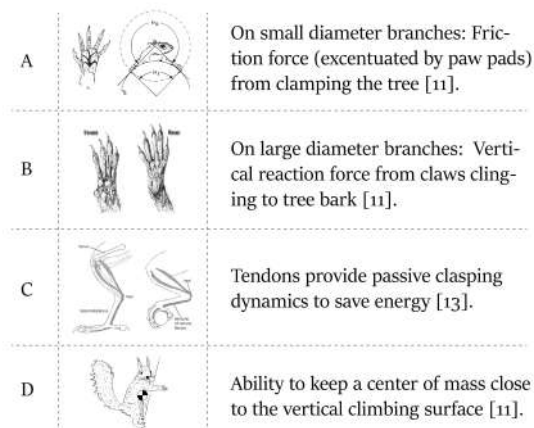 A
On small diameter branches: Fric-
tion force (excentuated by paw pads)
from clamping the tree [11].
B
On large diameter branches: Verti-
cal reaction force from claws cling-
ing to tree bark [11].
C
Tendons provide passive clasping
dynamics to save energy [13].
D
Ability to keep a center of mass close
to the vertical climbing surface [11].